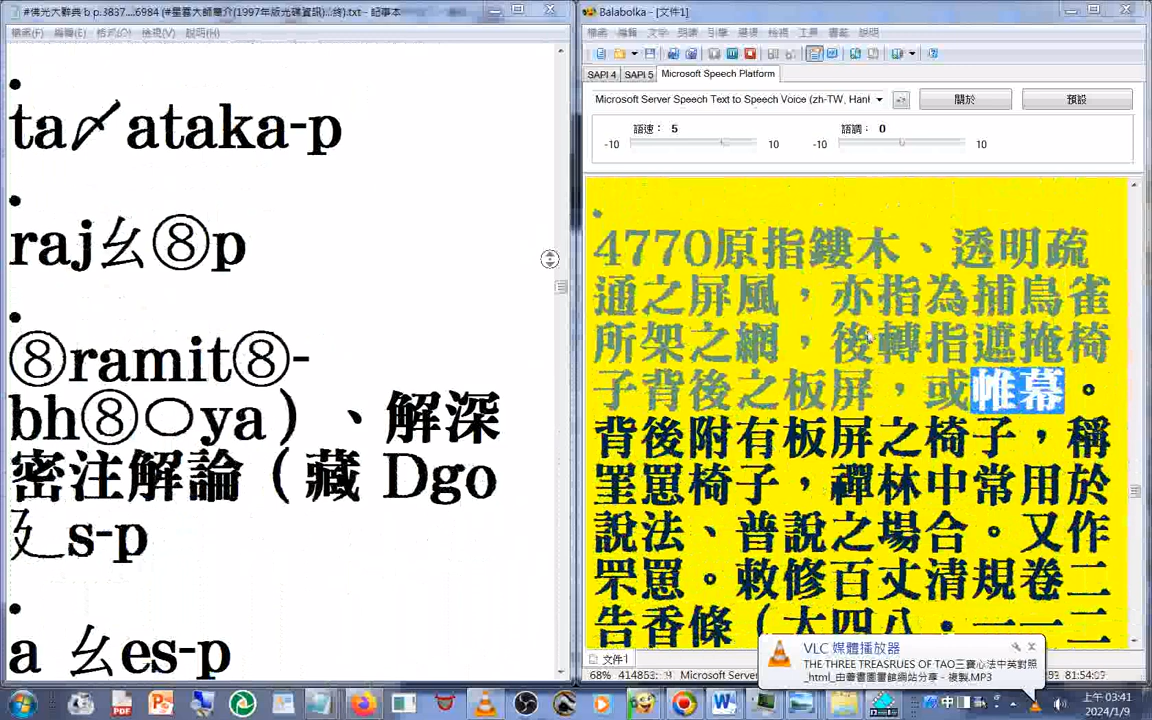 #佛光大辭典 b p.3837....6984 (#星雲大師簡介(1997年版光碟資訊)...終).txt - 記事本
檔案(F) 編輯(E) 格式(O) 檢視(V) 說明(H)
ta〆ataka-p
rajㄠ⑧p
⑧ramit⑧-
bh⑧〇ya）、解深
密注解論（藏 Dgo
ㄥs-p
a ㄠes-p
Balabolka - [文件1]
SAPI 4 SAPI 5 Microsoft Speech Platform
Microsoft Server Speech Text to Speech Voice (zh-TW, Hanl
關於 預設
語速： 5 語調： 0
-10 10 -10 10
4770原指鏤木、透明疏
通之屏風，亦指為捕鳥雀
所架之網，後轉指遮掩椅
子背後之板屏，或帷幕。
背後附有板屏之椅子，稱
罣罳椅子，禪林中常用於
說法、普說之場合。又作
罘罳。敕修百丈清規卷二
告香條（大四八．一一二
文件1
68%
Microsoft Server
81:54:09
VLC 媒體播放器
THE THREE TREASRUES OF TAO三寶心法中英對照
_html_由善書圖書館網站分享 - 複製.MP3
上午 03:41
2024/1/9